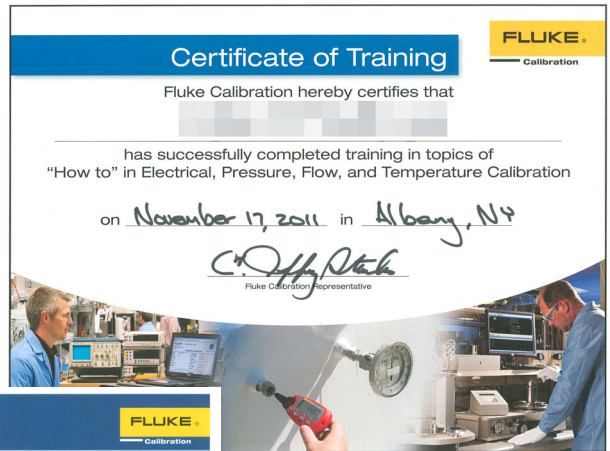 FLUKE®
Calibration
Certificate of Training
Fluke Calibration hereby certifies that
has successfully completed training in topics of
“How to” in Electrical, Pressure, Flow, and Temperature Calibration
on November 17, 2011 in Albany, NY
Fluke Calibration Representative
FLUKE®
Calibration